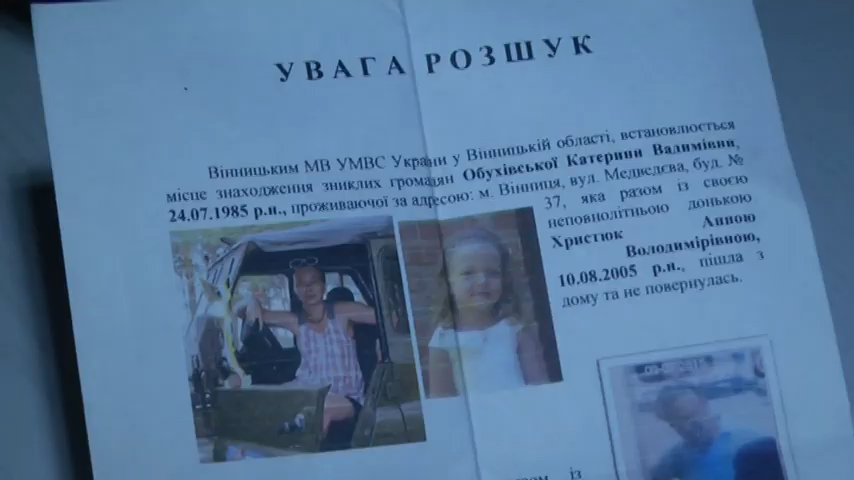 УВАГА РОЗШУК
Вінницьким МВ УМВС України у Вінницькій області, встановлюється
місце знаходження зниклих громадян Обухівської Катерини Вадимівни,
24.07.1985 р.н., проживаючої за адресою: м. Вінниця, вул. Медведєва, буд. №
37, яка разом із своєю
неповнолітньою донькою
Христюк Анною
Володимирівною,
10.08.2005 р.н., пішла з
дому та не повернулась.
із